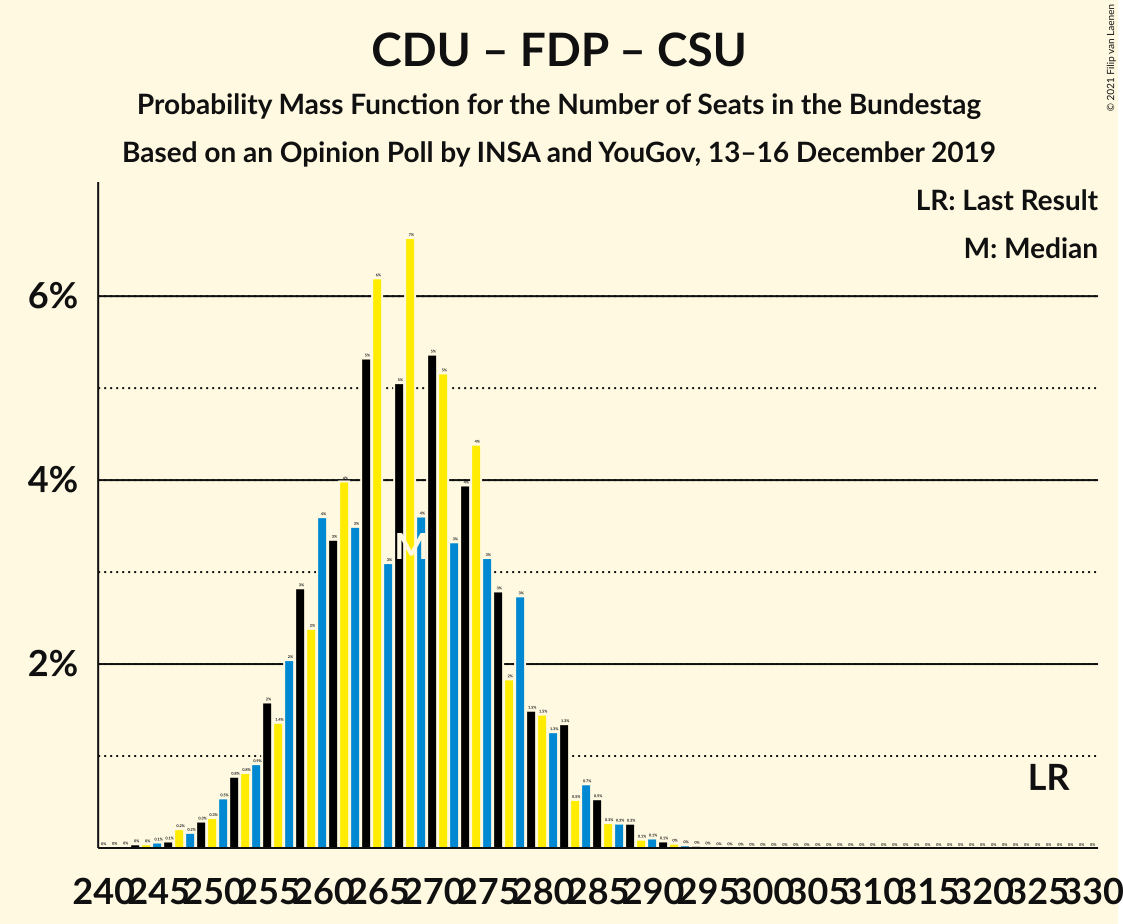 CDU – FDP – CSU
Probability Mass Function for the Number of Seats in the Bundestag
Based on an Opinion Poll by INSA and YouGov, 13–16 December 2019
© 2021 Filip van Laenen
LR: Last Result
M: Median
6%
4%
2%
M
LR
240 245 250 255 260 265 270 275 280 285 290 295 300 305 310 315 320 325 330